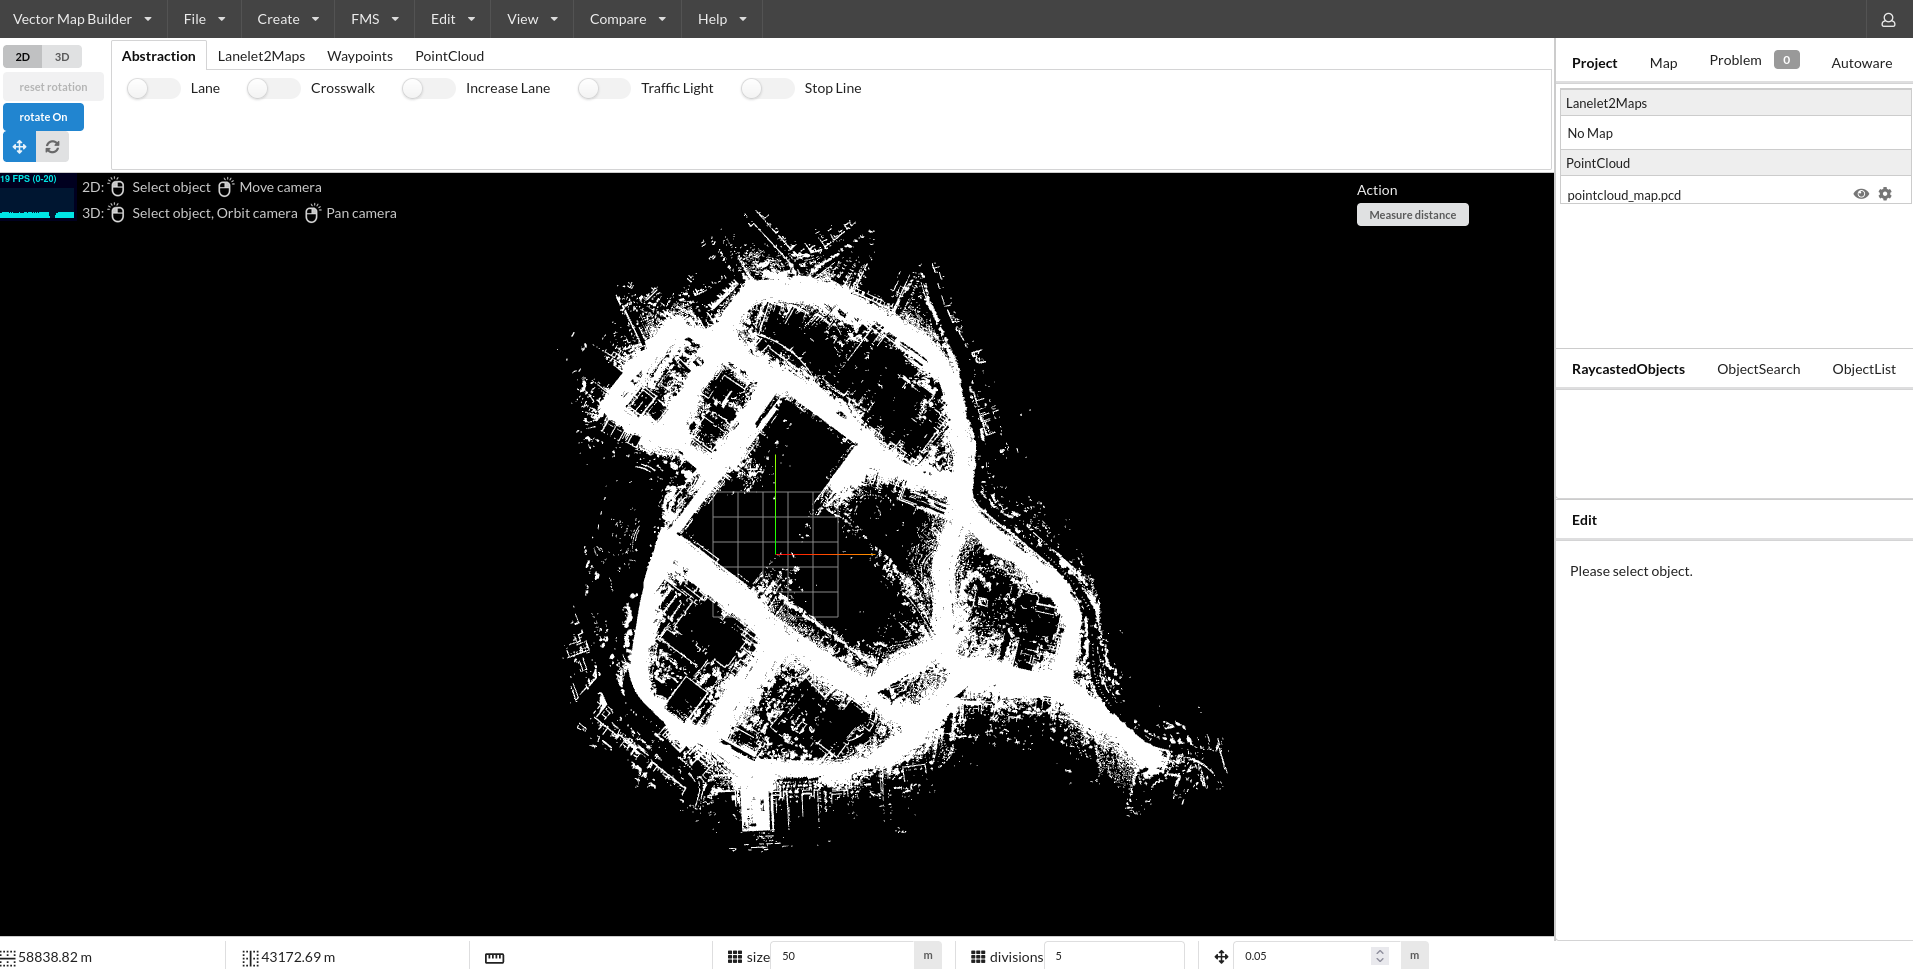 Vector Map Builder File Create FMS Edit View Compare Help
2D 3D
reset rotation
rotate On
Abstraction Lanelet2Maps Waypoints PointCloud
Lane Crosswalk Increase Lane Traffic Light Stop Line
19 FPS (0-20)
2D: Select object Move camera
3D: Select object, Orbit camera Pan camera
Action
Measure distance
Project Map Problem 0 Autoware
Lanelet2Maps
No Map
PointCloud
pointcloud_map.pcd
RaycastedObjects ObjectSearch ObjectList
Edit
Please select object.
58838.82 m 43172.69 m size 50 m divisions 5 0.05 m